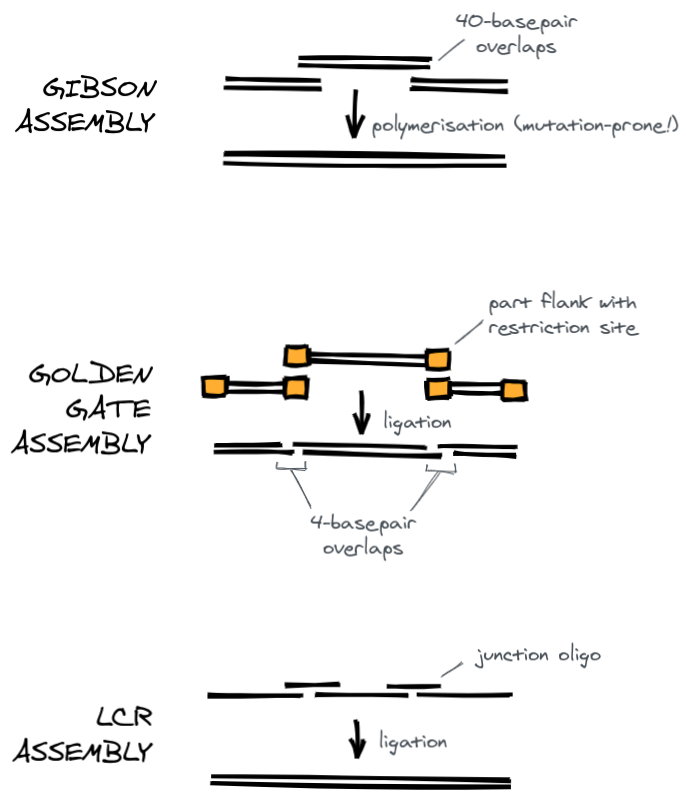 40-basepair
overlaps
GIBSON
ASSEMBLY
polymerisation (mutation-prone!)
part flank with
restriction site
GOLDEN
GATE
ASSEMBLY
ligation
4-basepair
overlaps
junction oligo
LCR
ASSEMBLY
ligation